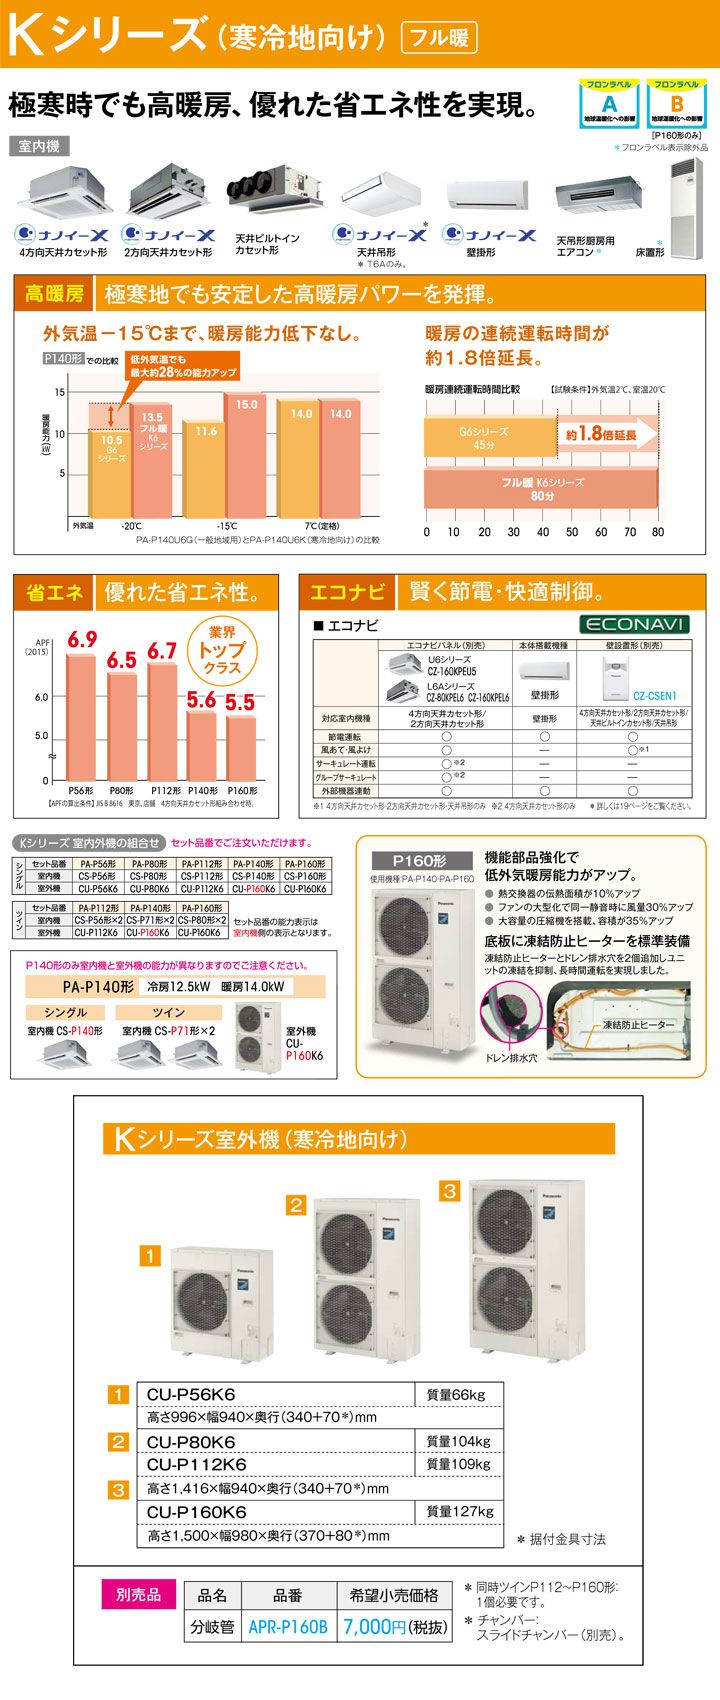 Kシリーズ（寒冷地向け） フル暖
極寒時でも高暖房、優れた省エネ性を実現。
フロンラベル
A
地球温暖化への影響
フロンラベル
B
地球温暖化への影響
[P160形のみ]
＊フロンラベル表示除外品
室内機
ナノイーX
4方向天井カセット形
ナノイーX
2方向天井カセット形
天井ビルトイン
カセット形
ナノイーX＊
天井吊形
＊T6Aのみ。
ナノイーX
壁掛形
天吊形厨房用
エアコン＊
＊
床置形
高暖房 極寒地でも安定した高暖房パワーを発揮。
外気温－15℃まで、暖房能力低下なし。
P140形での比較
低外気温でも
最大約28%の能力アップ
暖房能力(kW)
15
10
5
10.5
G6
シリーズ
13.5
フル暖
K6
シリーズ
11.6
15.0
14.0
14.0
外気温 -20℃ -15℃ 7℃(定格)
PA-P140U6G（一般地域用）とPA-P140U6K（寒冷地向け）の比較
暖房の連続運転時間が
約1.8倍延長。
暖房連続運転時間比較 【試験条件】外気温2℃、室温20℃
G6シリーズ
45分
約1.8倍延長
フル暖 K6シリーズ
80分
0 10 20 30 40 50 60 70 80
省エネ 優れた省エネ性。
APF
(2015)
6.9
6.5
6.7
5.6
5.5
業界
トップ
クラス
6.0
5.0
0
P56形 P80形 P112形 P140形 P160形
【APFの算出条件】JIS B 8616 東京、店舗 4方向天井カセット形組み合わせ時。
エコナビ 賢く節電・快適制御。
■ エコナビ ECONAVI
エコナビパネル（別売） 本体搭載機種 壁設置形（別売）
U6シリーズ
CZ-160KPEU5
L6Aシリーズ
CZ-80KPEL6 CZ-160KPEL6
壁掛形
CZ-CSEN1
対応室内機種 4方向天井カセット形/2方向天井カセット形 壁掛形 4方向天井カセット形/2方向天井カセット形/天井ビルトインカセット形/天井吊形
節電運転 ○ ○ ○
風あて・風よけ ○ — ○※1
サーキュレート運転 ○※2 — —
グループサーキュレート ○※2 — —
外部機器連動 ○ ○ ○
※1 4方向天井カセット形・2方向天井カセット形・天井吊形のみ ※2 4方向天井カセット形のみ ＊詳しくは19ページをご覧ください。
Kシリーズ 室内外機の組合せ セット品番でご注文いただけます。
シングル
セット品番 PA-P56形 PA-P80形 PA-P112形 PA-P140形 PA-P160形
室内機 CS-P56形 CS-P80形 CS-P112形 CS-P140形 CS-P160形
室外機 CU-P56K6 CU-P80K6 CU-P112K6 CU-P160K6 CU-P160K6
ツイン
セット品番 PA-P112形 PA-P140形 PA-P160形
室内機 CS-P56形×2 CS-P71形×2 CS-P80形×2
室外機 CU-P112K6 CU-P160K6 CU-P160K6
セット品番の能力表示は
室内機側の表示となります。
P140形のみ室内機と室外機の能力が異なりますのでご注意ください。
PA-P140形 冷房12.5kW 暖房14.0kW
シングル ツイン
室内機 CS-P140形 室内機 CS-P71形×2
室外機
CU-
P160K6
P160形
使用機種:PA-P140・PA-P160
Panasonic
機能部品強化で
低外気暖房能力がアップ。
● 熱交換器の伝熱面積が10%アップ
● ファンの大型化で同一静音時に風量30%アップ
● 大容量の圧縮機を搭載、容積が35%アップ
底板に凍結防止ヒーターを標準装備
凍結防止ヒーターとドレン排水穴を2個追加しユニ
ットの凍結を抑制、長時間運転を実現しました。
凍結防止ヒーター
ドレン排水穴
Kシリーズ室外機（寒冷地向け）
1
2
3
Panasonic
Panasonic
Panasonic
1 CU-P56K6 質量66kg
高さ996×幅940×奥行(340+70＊)mm
2 CU-P80K6 質量104kg
CU-P112K6 質量109kg
3 高さ1,416×幅940×奥行(340+70＊)mm
CU-P160K6 質量127kg
高さ1,500×幅980×奥行(370+80＊)mm
＊据付金具寸法
別売品
品名 品番 希望小売価格
分岐管 APR-P160B 7,000円(税抜)
＊同時ツインP112～P160形:
1個必要です。
＊チャンバー:
スライドチャンバー（別売）。